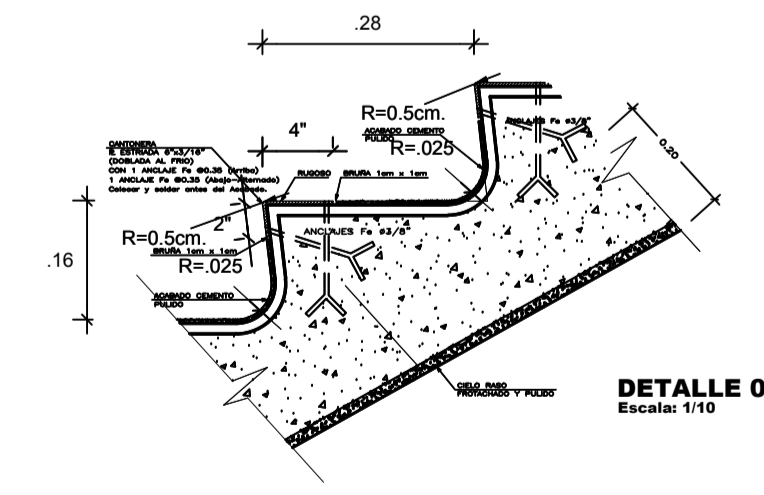 .28
R=0.5cm.
4"
ACABADO CEMENTO
PULIDO
R=.025
ANCLAJES Fe ø3/8"
0.20
CANTONERA
ESTRIADA 6"x3/16"
(DOBLADA AL FRIO)
CON 1 ANCLAJE Fe @0.35 (Arriba)
1 ANCLAJE Fe @0.35 (Abajo-Alternado)
Colocar y soldar antes del Acabado.
RUGOSO
BRUÑA 1cm x 1cm
2"
R=0.5cm.
BRUÑA 1cm x 1cm
R=.025
ANCLAJES Fe ø3/8"
.16
ACABADO CEMENTO
PULIDO
CIELO RASO
FROTACHADO Y PULIDO
DETALLE 0
Escala: 1/10